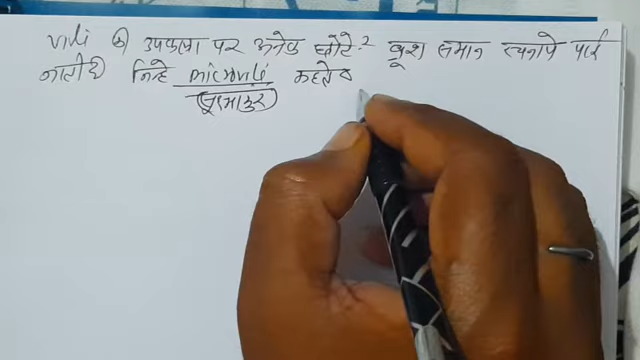 villi की उपकला पर अनेक छोटे-2 ब्रुश समान रचनाये पाई
जाती है जिन्हे microvilli कहते है
(सूक्ष्मांकुर)